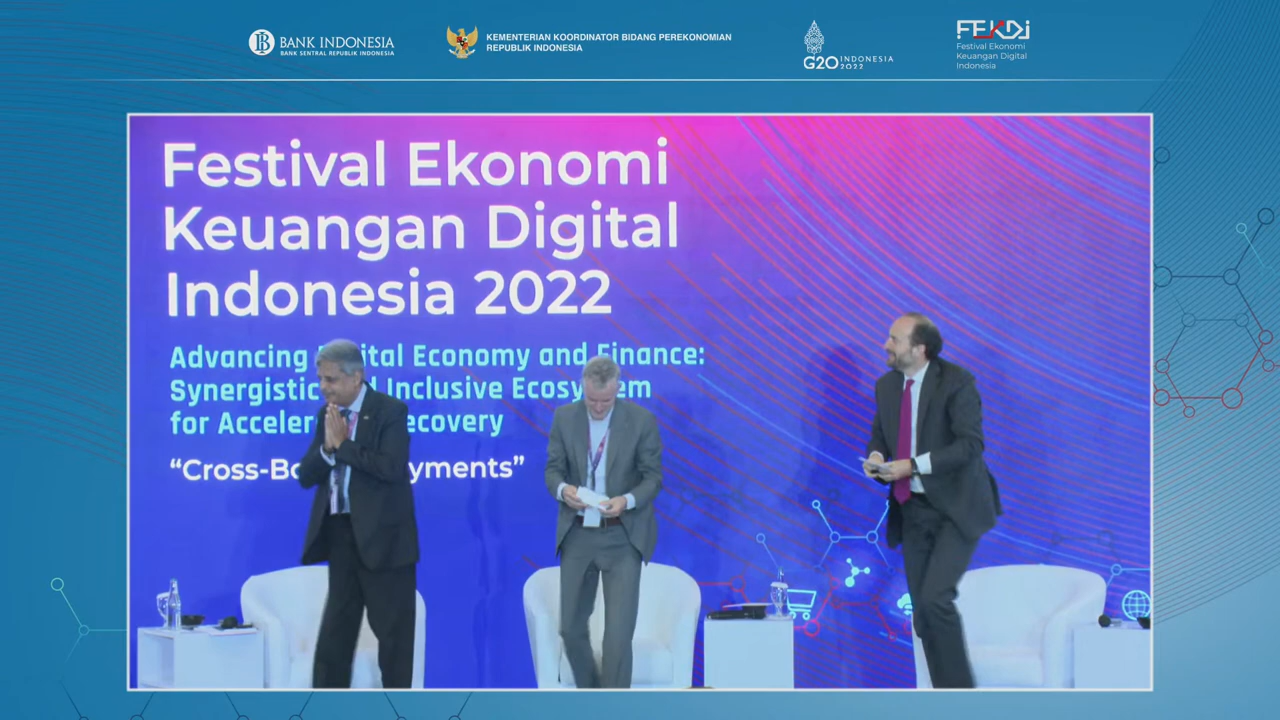 BANK INDONESIA
BANK SENTRAL REPUBLIK INDONESIA
KEMENTERIAN KOORDINATOR BIDANG PEREKONOMIAN
REPUBLIK INDONESIA
G20 INDONESIA
2022
FEKDI
Festival Ekonomi
Keuangan Digital
Indonesia
Festival Ekonomi
Keuangan Digital
Indonesia 2022
Advancing ital Economy and Finance:
Synergistic d Inclusive Ecosy em
for Acceler ecovery
"Cross-Bo yments"